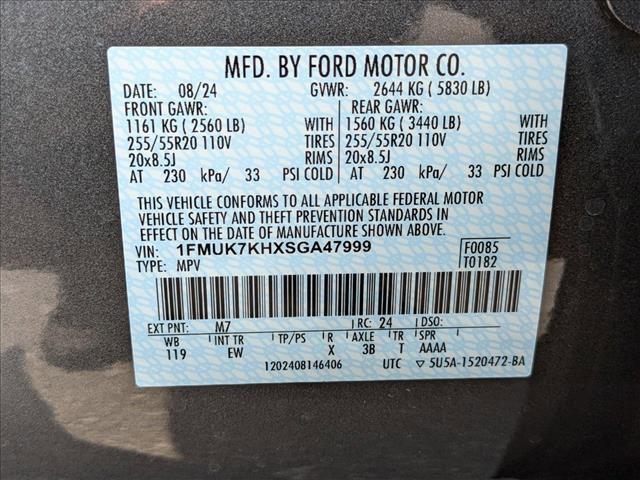 MFD. BY FORD MOTOR CO.
DATE: 08/24 GVWR: 2644 KG ( 5830 LB)
FRONT GAWR: REAR GAWR:
1161 KG ( 2560 LB) WITH 1560 KG ( 3440 LB) WITH
255/55R20 110V TIRES 255/55R20 110V TIRES
20x8.5J RIMS 20x8.5J RIMS
AT 230 kPa/ 33 PSI COLD AT 230 kPa/ 33 PSI COLD
THIS VEHICLE CONFORMS TO ALL APPLICABLE FEDERAL MOTOR
VEHICLE SAFETY AND THEFT PREVENTION STANDARDS IN
EFFECT ON THE DATE OF MANUFACTURE SHOWN ABOVE.
VIN: 1FMUK7KHXSGA47999 F0085
TYPE: MPV T0182
EXT PNT: M7 RC: 24 DSO:
WB INT TR TP/PS R AXLE TR SPR
119 EW X 3B T AAAA
1202408146406 UTC 5U5A-1520472-BA